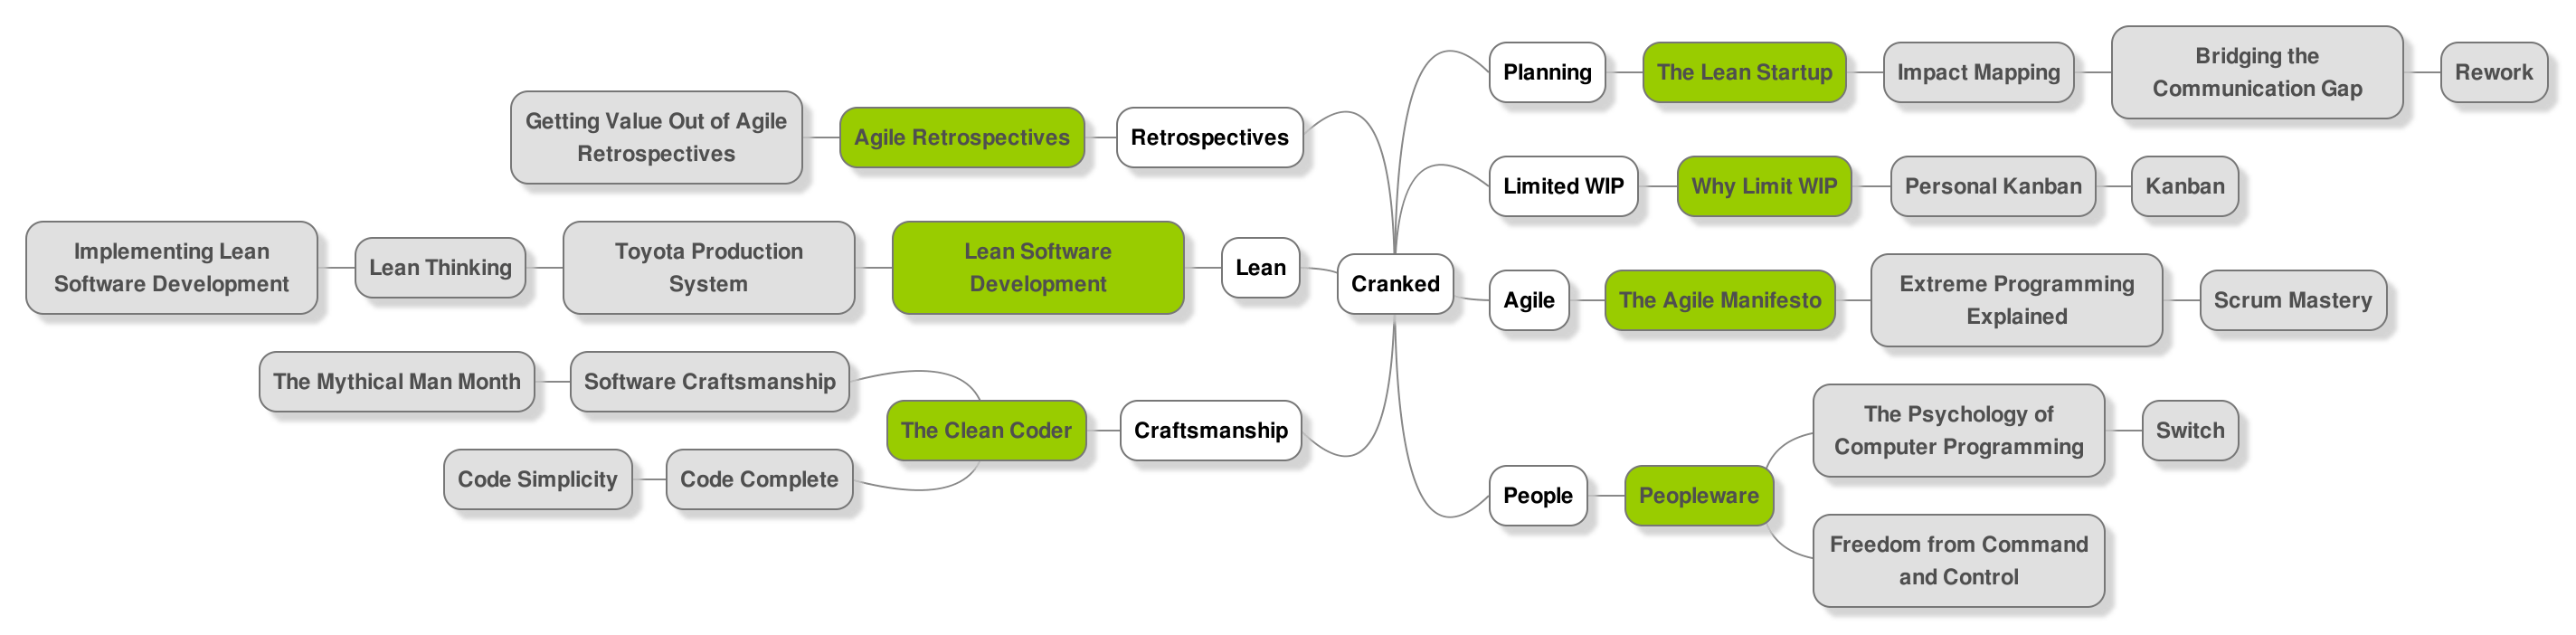 Planning
The Lean Startup
Impact Mapping
Bridging the
Communication Gap
Rework
Getting Value Out of Agile
Retrospectives
Agile Retrospectives
Retrospectives
Limited WIP
Why Limit WIP
Personal Kanban
Kanban
Implementing Lean
Software Development
Lean Thinking
Toyota Production
System
Lean Software
Development
Lean
Cranked
Agile
The Agile Manifesto
Extreme Programming
Explained
Scrum Mastery
The Mythical Man Month
Software Craftsmanship
The Clean Coder
Craftsmanship
Code Simplicity
Code Complete
People
Peopleware
The Psychology of
Computer Programming
Switch
Freedom from Command
and Control